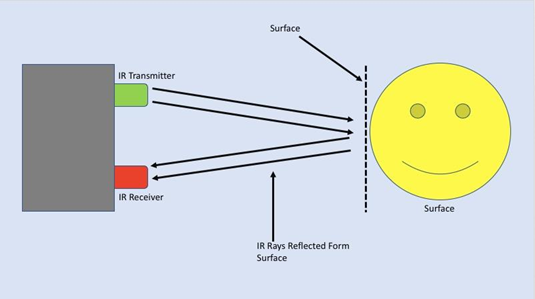 Surface
IR Transmitter
IR Receiver
Surface
IR Rays Reflected Form
Surface